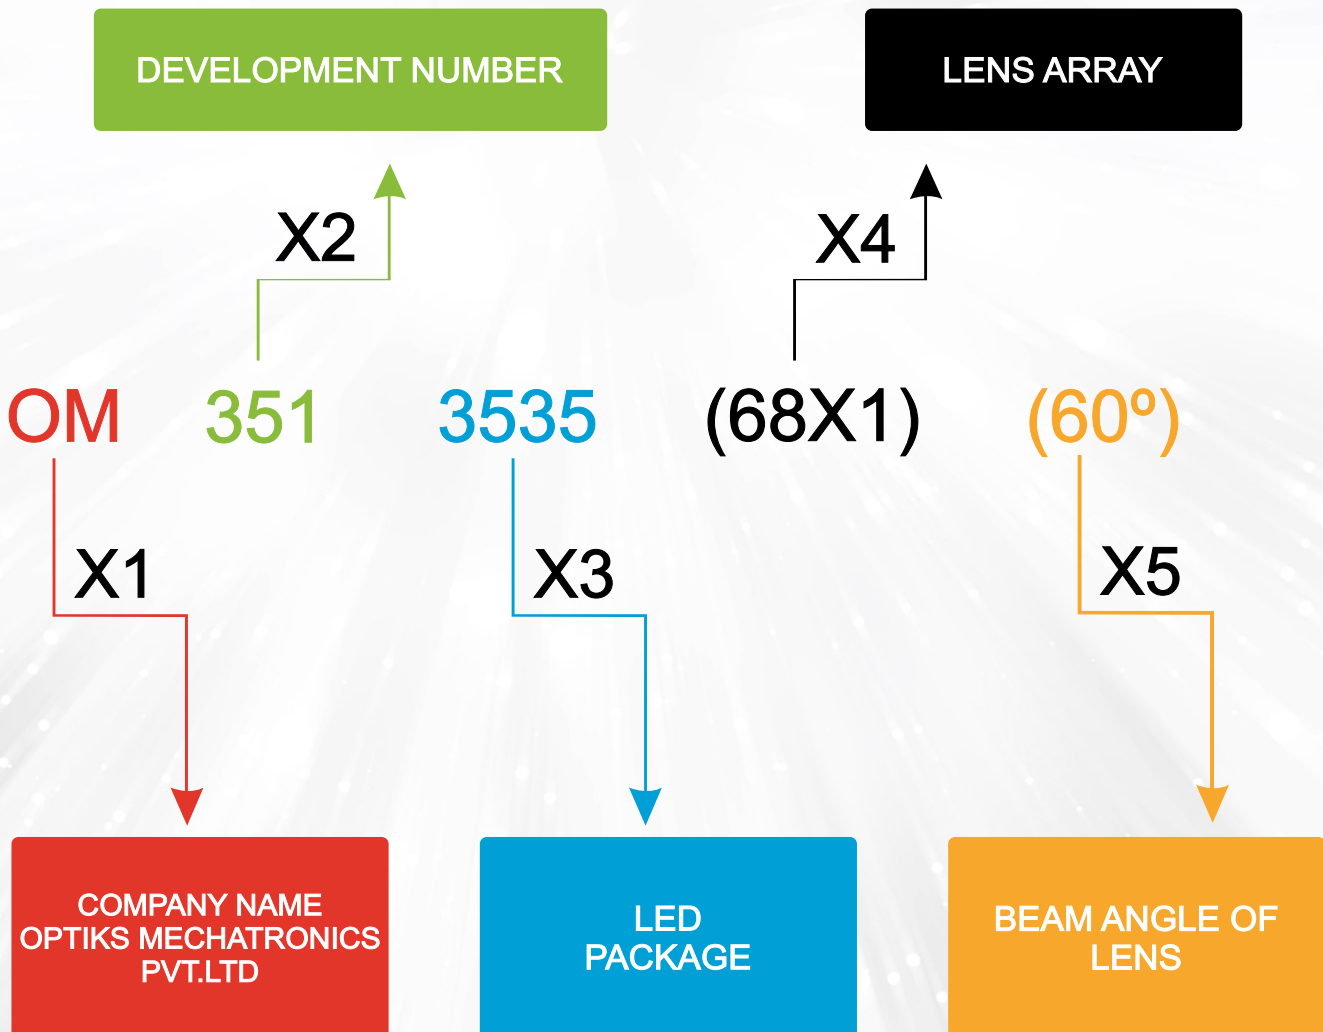 DEVELOPMENT NUMBER
LENS ARRAY
X2
X4
OM 351 3535 (68X1) (60º)
X1
X3
X5
COMPANY NAME
OPTIKS MECHATRONICS
PVT.LTD
LED
PACKAGE
BEAM ANGLE OF
LENS